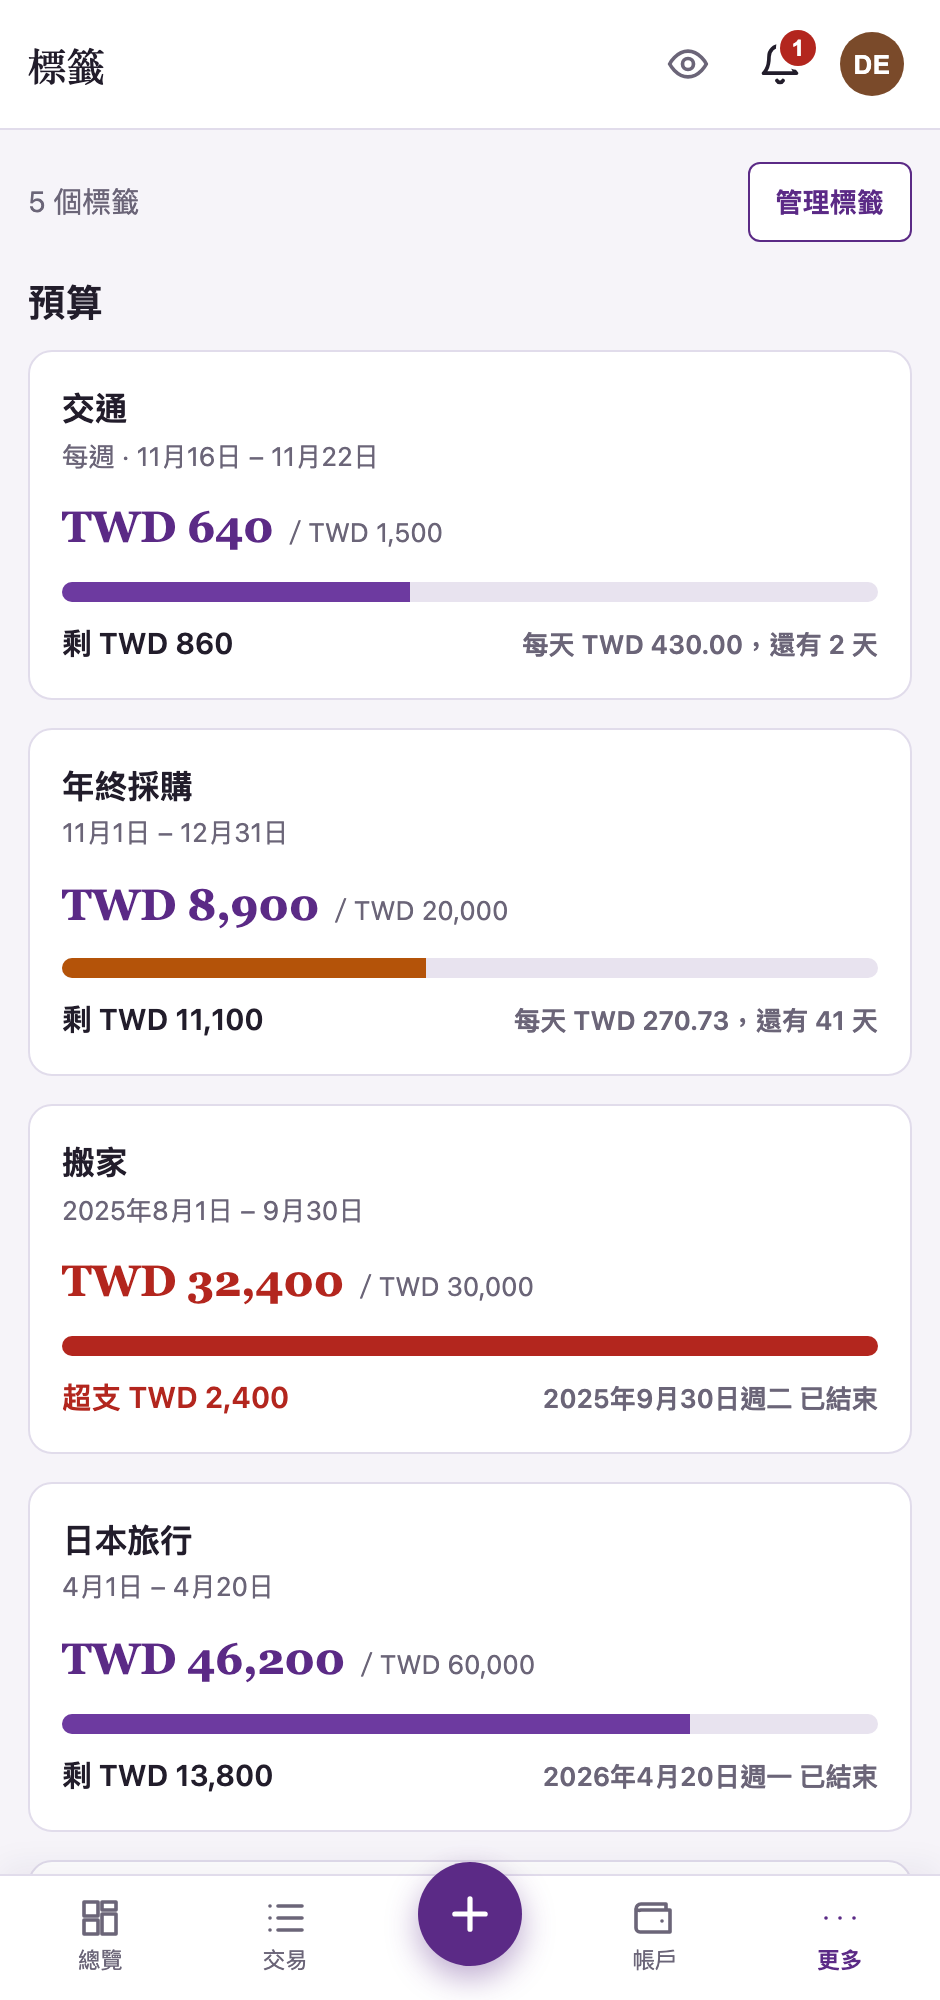 標籤
1
DE
5 個標籤
管理標籤
預算
交通
每週 · 11月16日 – 11月22日
TWD 640 / TWD 1,500
剩 TWD 860
每天 TWD 430.00，還有 2 天
年終採購
11月1日 – 12月31日
TWD 8,900 / TWD 20,000
剩 TWD 11,100
每天 TWD 270.73，還有 41 天
搬家
2025年8月1日 – 9月30日
TWD 32,400 / TWD 30,000
超支 TWD 2,400
2025年9月30日週二 已結束
日本旅行
4月1日 – 4月20日
TWD 46,200 / TWD 60,000
剩 TWD 13,800
2026年4月20日週一 已結束
總覽
交易
帳戶
更多